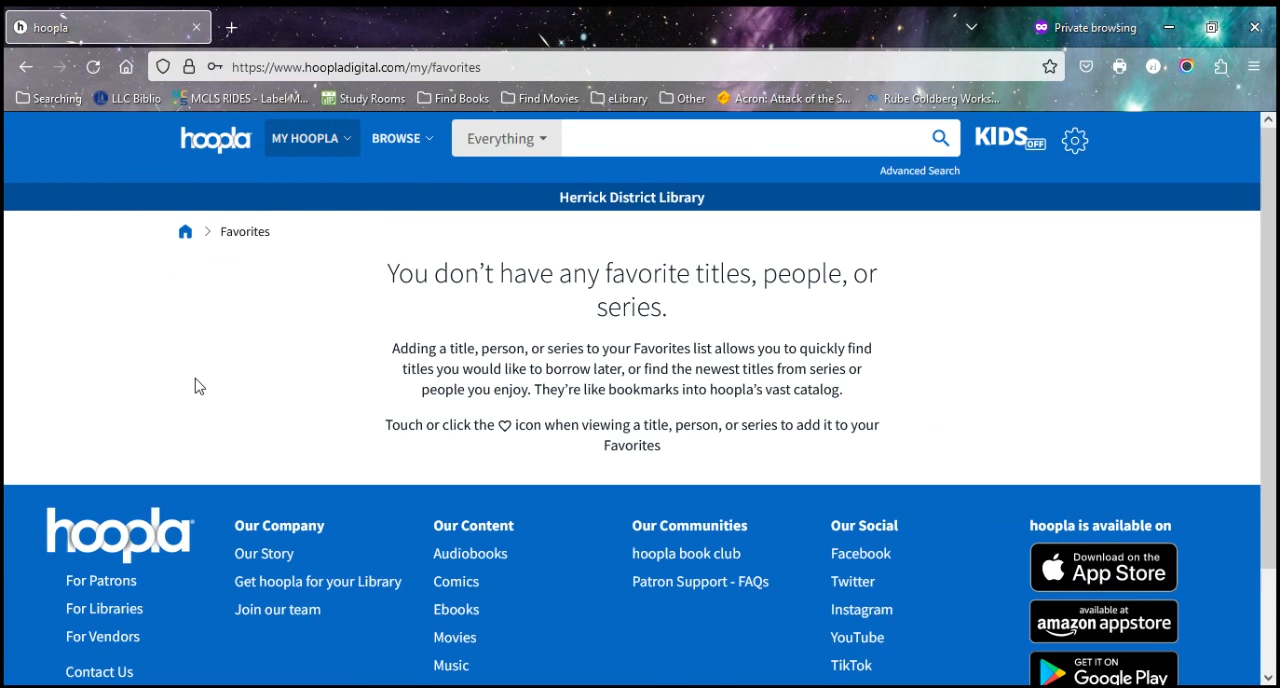 hoopla
Private browsing
https://www.hoopladigital.com/my/favorites
Searching LLC Biblio MCLS RIDES - LabelM... Study Rooms Find Books Find Movies eLibrary Other Acron: Attack of the S... Rube Goldberg Works...
hoopla MY HOOPLA BROWSE Everything KIDS OFF
Advanced Search
Herrick District Library
Favorites
You don’t have any favorite titles, people, or
series.
Adding a title, person, or series to your Favorites list allows you to quickly find
titles you would like to borrow later, or find the newest titles from series or
people you enjoy. They’re like bookmarks into hoopla’s vast catalog.
Touch or click the ♡ icon when viewing a title, person, or series to add it to your
Favorites
hoopla
For Patrons
For Libraries
For Vendors
Contact Us
Our Company
Our Story
Get hoopla for your Library
Join our team
Our Content
Audiobooks
Comics
Ebooks
Movies
Music
Our Communities
hoopla book club
Patron Support - FAQs
Our Social
Facebook
Twitter
Instagram
YouTube
TikTok
hoopla is available on
Download on the
App Store
available at
amazon appstore
GET IT ON
Google Play